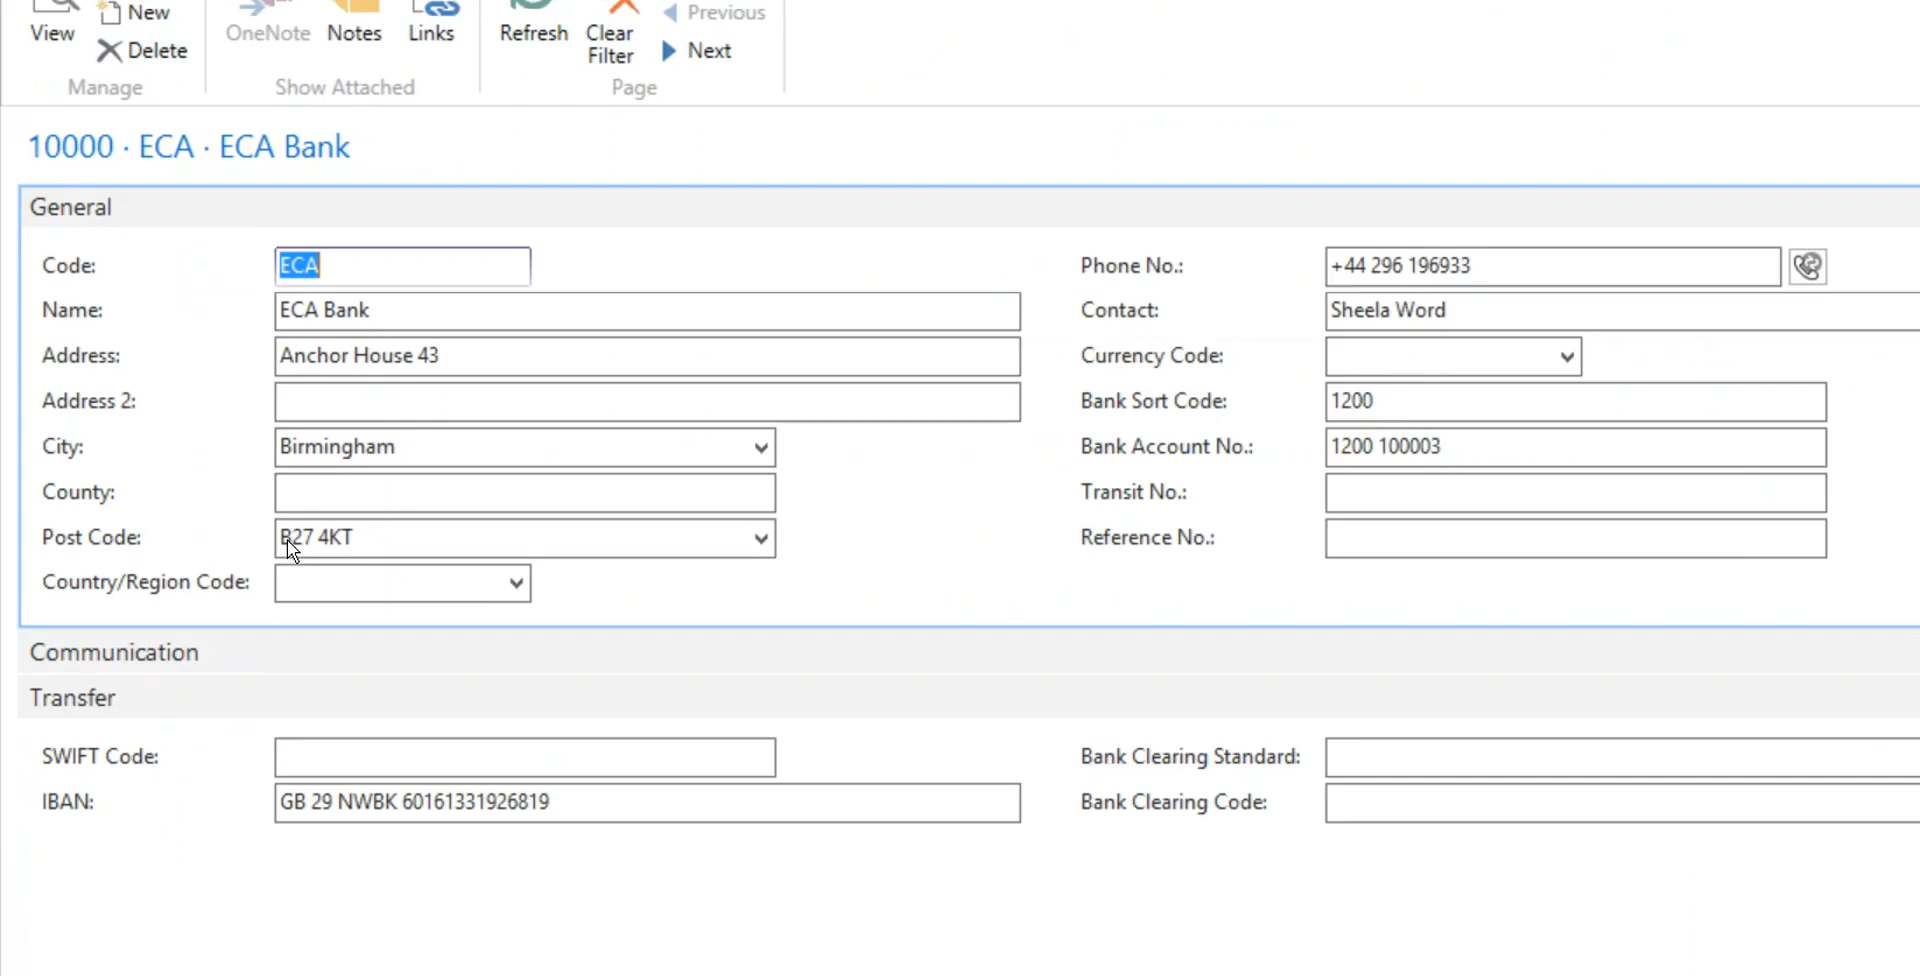 View
New
Delete
Manage
OneNote
Notes
Links
Show Attached
Refresh
Clear
Filter
Previous
Next
Page
10000 · ECA · ECA Bank
General
Code: ECA
Name: ECA Bank
Address: Anchor House 43
Address 2:
City: Birmingham
County:
Post Code: B27 4KT
Country/Region Code:
Phone No.: +44 296 196933
Contact: Sheela Word
Currency Code:
Bank Sort Code: 1200
Bank Account No.: 1200 100003
Transit No.:
Reference No.:
Communication
Transfer
SWIFT Code:
IBAN: GB 29 NWBK 60161331926819
Bank Clearing Standard:
Bank Clearing Code: